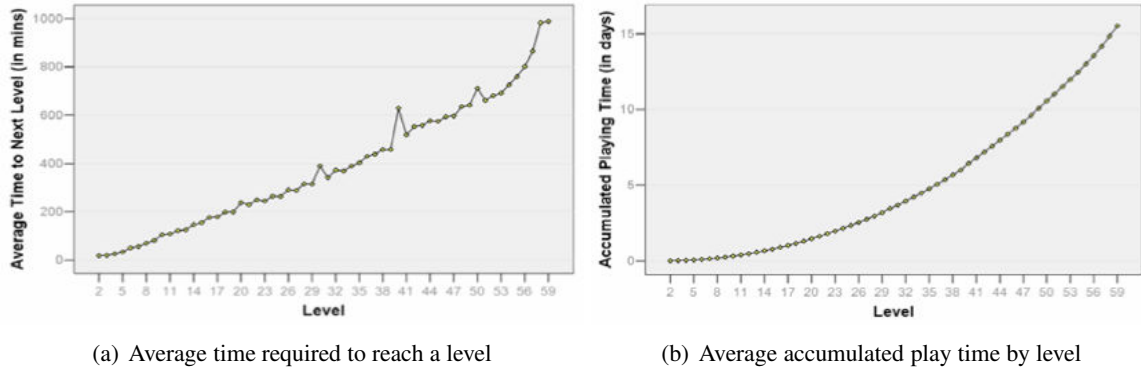 Average Time to Next Level (in mins)
1000
800
600
400
200
0
2 5 8 11 14 17 20 23 26 29 32 35 38 41 44 47 50 53 56 59
Level
(a) Average time required to reach a level
Accumulated Playing Time (in days)
15
10
5
0
2 5 8 11 14 17 20 23 26 29 32 35 38 41 44 47 50 53 56 59
Level
(b) Average accumulated play time by level